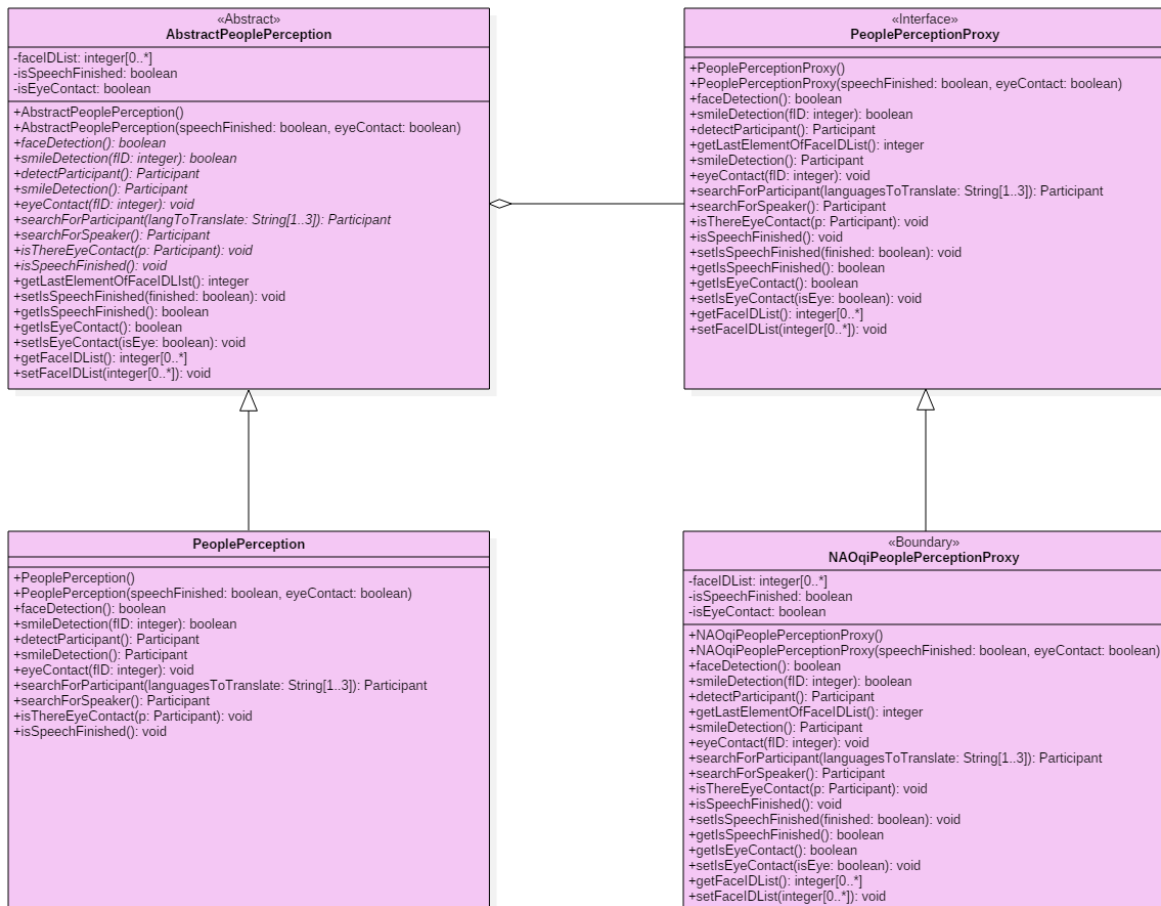 «Abstract»
AbstractPeoplePerception
-faceIDList: integer[0..*]
-isSpeechFinished: boolean
-isEyeContact: boolean
+AbstractPeoplePerception()
+AbstractPeoplePerception(speechFinished: boolean, eyeContact: boolean)
+faceDetection(): boolean
+smileDetection(fID: integer): boolean
+detectParticipant(): Participant
+smileDetection(): Participant
+eyeContact(fID: integer): void
+searchForParticipant(langToTranslate: String[1..3]): Participant
+searchForSpeaker(): Participant
+isThereEyeContact(p: Participant): void
+isSpeechFinished(): void
+getLastElementOfFaceIDLIst(): integer
+setIsSpeechFinished(finished: boolean): void
+getIsSpeechFinished(): boolean
+getIsEyeContact(): boolean
+setIsEyeContact(isEye: boolean): void
+getFaceIDList(): integer[0..*]
+setFaceIDList(integer[0..*]): void
«Interface»
PeoplePerceptionProxy
+PeoplePerceptionProxy()
+PeoplePerceptionProxy(speechFinished: boolean, eyeContact: boolean)
+faceDetection(): boolean
+smileDetection(fID: integer): boolean
+detectParticipant(): Participant
+getLastElementOfFaceIDList(): integer
+smileDetection(): Participant
+eyeContact(fID: integer): void
+searchForParticipant(languagesToTranslate: String[1..3]): Participant
+searchForSpeaker(): Participant
+isThereEyeContact(p: Participant): void
+isSpeechFinished(): void
+setIsSpeechFinished(finished: boolean): void
+getIsSpeechFinished(): boolean
+getIsEyeContact(): boolean
+setIsEyeContact(isEye: boolean): void
+getFaceIDList(): integer[0..*]
+setFaceIDList(integer[0..*]): void
PeoplePerception
+PeoplePerception()
+PeoplePerception(speechFinished: boolean, eyeContact: boolean)
+faceDetection(): boolean
+smileDetection(fID: integer): boolean
+detectParticipant(): Participant
+smileDetection(): Participant
+eyeContact(fID: integer): void
+searchForParticipant(languagesToTranslate: String[1..3]): Participant
+searchForSpeaker(): Participant
+isThereEyeContact(p: Participant): void
+isSpeechFinished(): void
«Boundary»
NAOqiPeoplePerceptionProxy
-faceIDList: integer[0..*]
-isSpeechFinished: boolean
-isEyeContact: boolean
+NAOqiPeoplePerceptionProxy()
+NAOqiPeoplePerceptionProxy(speechFinished: boolean, eyeContact: boolean)
+faceDetection(): boolean
+smileDetection(fID: integer): boolean
+detectParticipant(): Participant
+getLastElementOfFaceIDList(): integer
+smileDetection(): Participant
+eyeContact(fID: integer): void
+searchForParticipant(languagesToTranslate: String[1..3]): Participant
+searchForSpeaker(): Participant
+isThereEyeContact(p: Participant): void
+isSpeechFinished(): void
+setIsSpeechFinished(finished: boolean): void
+getIsSpeechFinished(): boolean
+getIsEyeContact(): boolean
+setIsEyeContact(isEye: boolean): void
+getFaceIDList(): integer[0..*]
+setFaceIDList(integer[0..*]): void